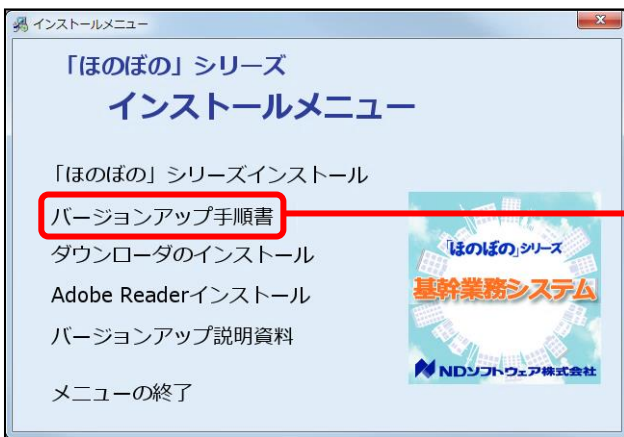 インストールメニュー
「ほのぼの」シリーズ
インストールメニュー
「ほのぼの」シリーズインストール
バージョンアップ手順書
ダウンローダのインストール
Adobe Readerインストール
バージョンアップ説明資料
メニューの終了
「ほのぼの」シリーズ
基幹業務システム
NDソフトウェア株式会社